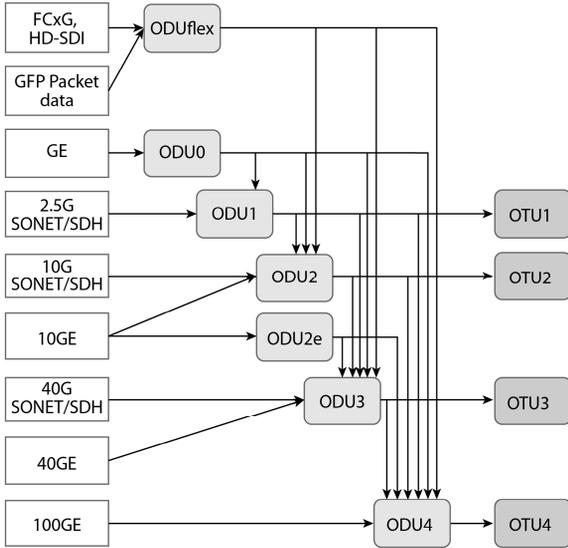 FCxG,
HD-SDI
ODUflex
GFP Packet
data
GE
ODU0
2.5G
SONET/SDH
ODU1
OTU1
10G
SONET/SDH
ODU2
OTU2
10GE
ODU2e
40G
SONET/SDH
ODU3
OTU3
40GE
100GE
ODU4
OTU4